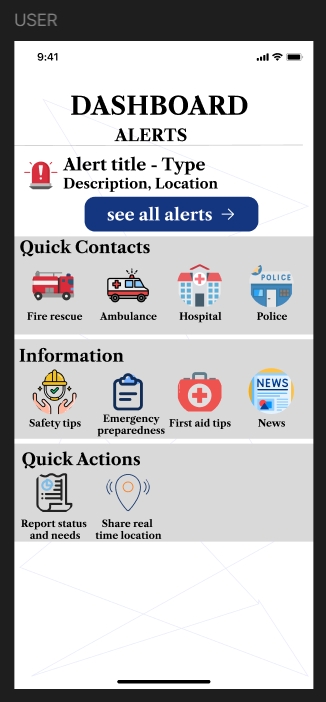 USER
9:41
DASHBOARD
ALERTS
Alert title - Type
Description, Location
see all alerts →
Quick Contacts
Fire rescue
Ambulance
Hospital
POLICE
Police
Information
Safety tips
Emergency
preparedness
First aid tips
NEWS
News
Quick Actions
Report status
and needs
Share real
time location